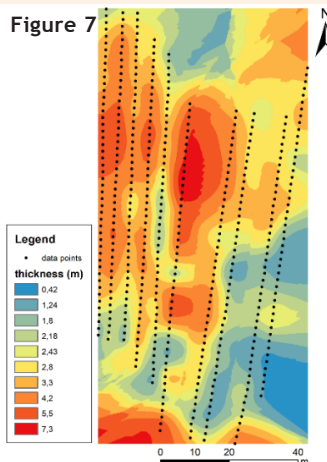 Figure 7
N
Legend
data points
thickness (m)
0,42
1,24
1,8
2,18
2,43
2,8
3,3
4,2
5,5
7,3
0 10 20 40
m